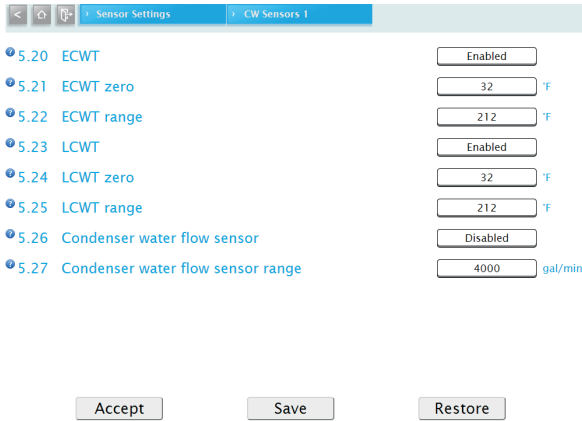 < › Sensor Settings › CW Sensors 1
? 5.20 ECWT Enabled
? 5.21 ECWT zero 32 °F
? 5.22 ECWT range 212 °F
? 5.23 LCWT Enabled
? 5.24 LCWT zero 32 °F
? 5.25 LCWT range 212 °F
? 5.26 Condenser water flow sensor Disabled
? 5.27 Condenser water flow sensor range 4000 gal/min
Accept Save Restore